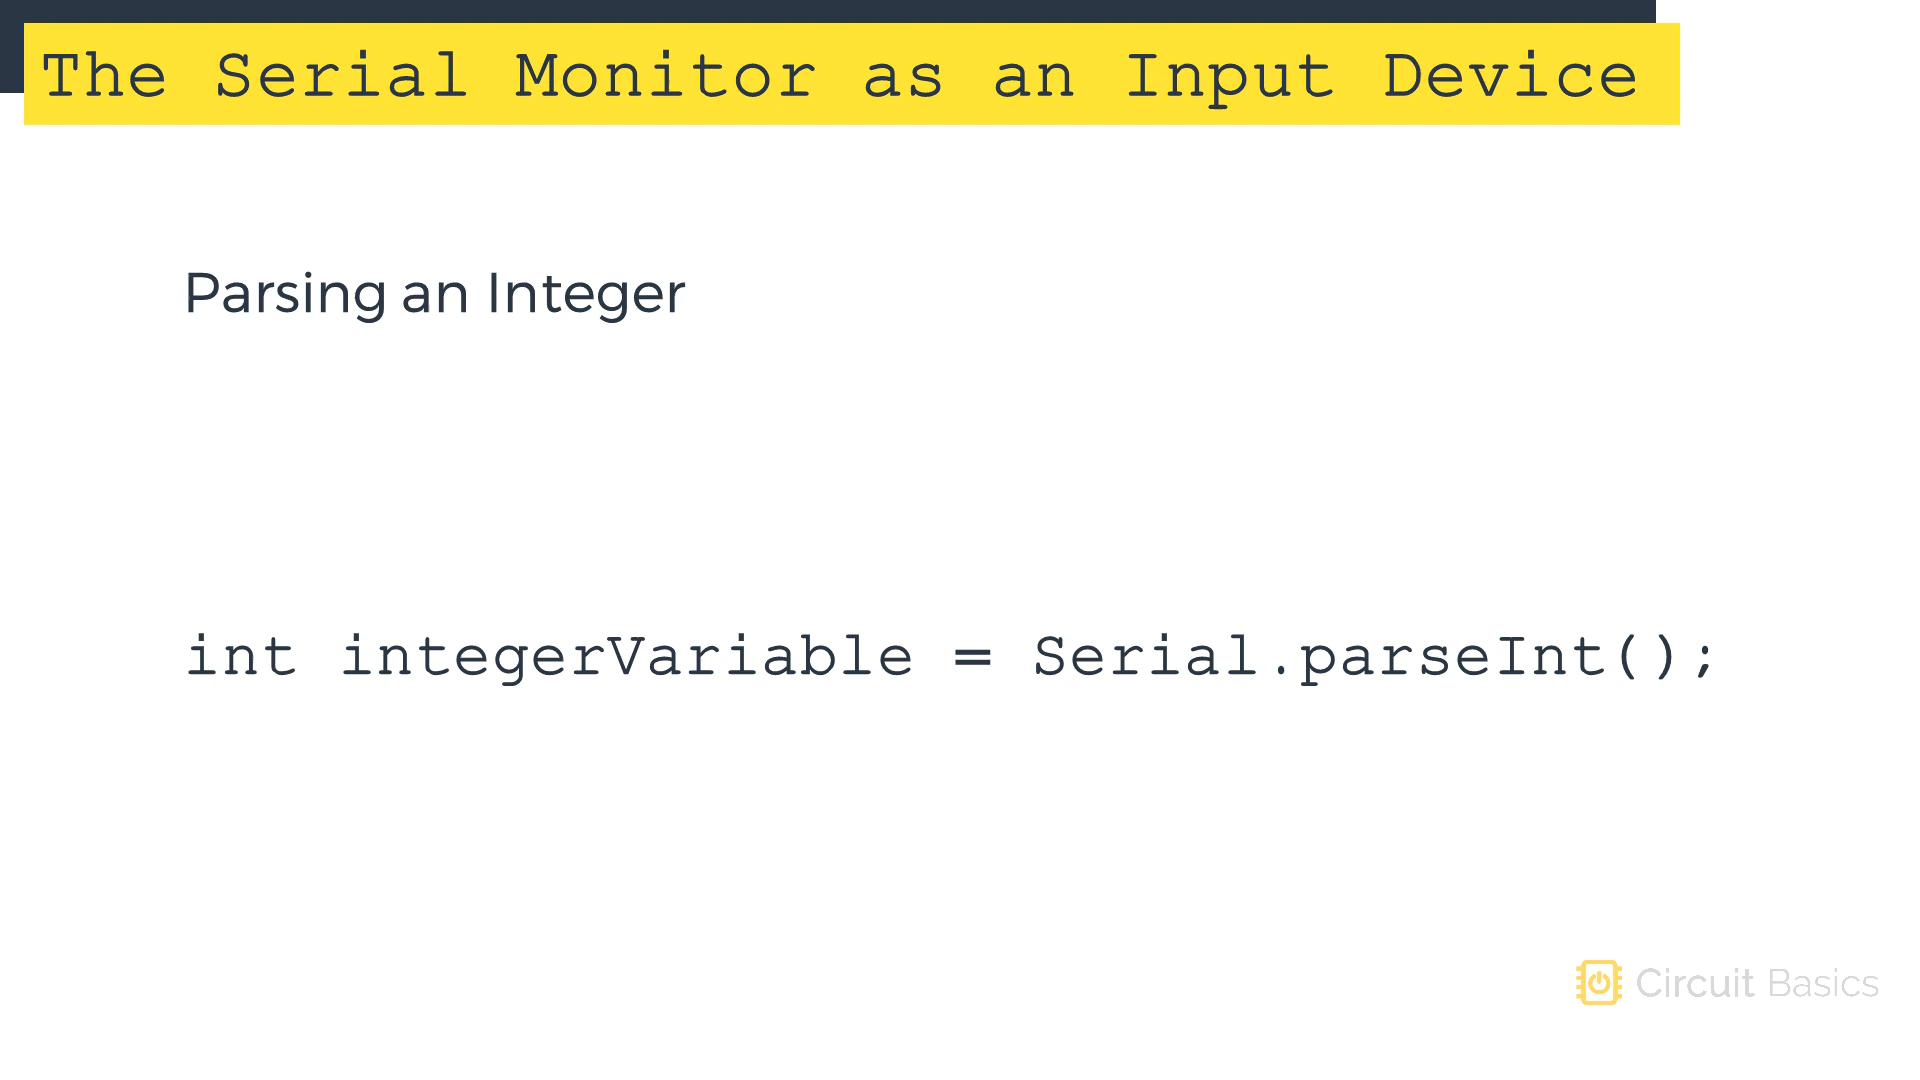 The Serial Monitor as an Input Device
Parsing an Integer
int integerVariable = Serial.parseInt();
Circuit Basics